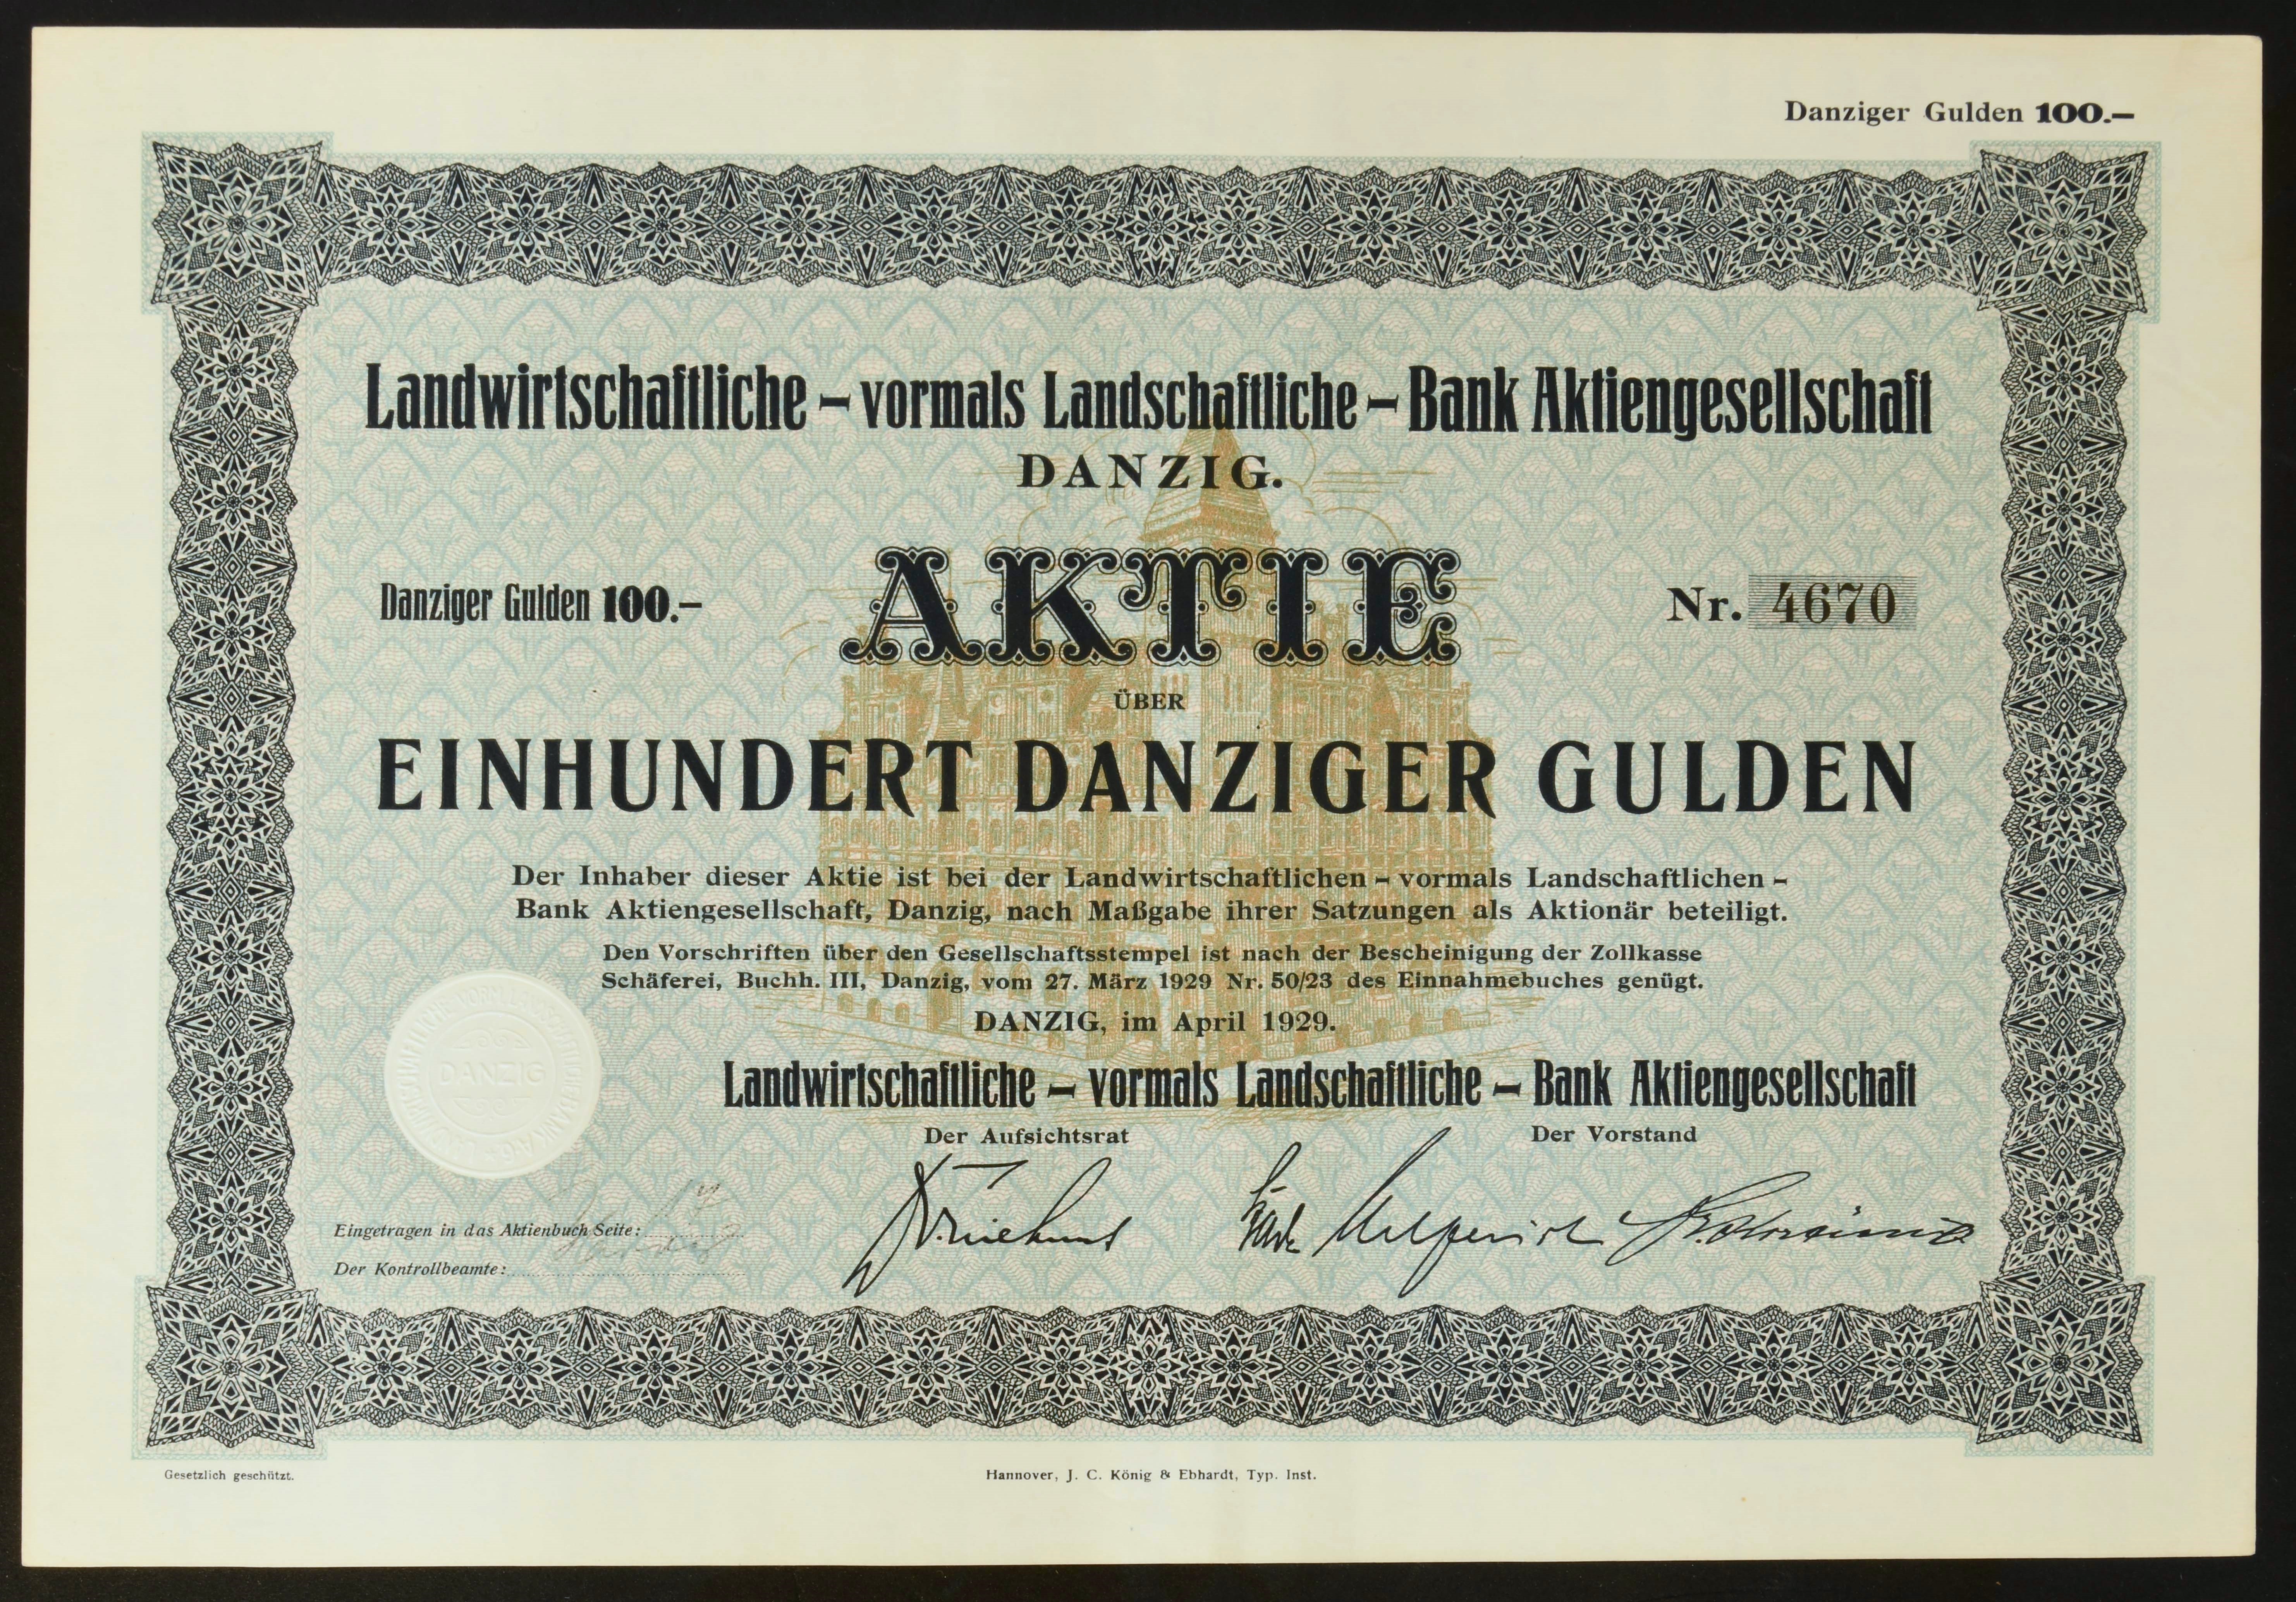 Danziger Gulden 100.–
Landwirtschaftliche – vormals Landschaftliche – Bank Aktiengesellschaft
DANZIG.
AKTIE
Danziger Gulden 100.–
Nr. 4670
ÜBER
EINHUNDERT DANZIGER GULDEN
Der Inhaber dieser Aktie ist bei der Landwirtschaftlichen – vormals Landschaftlichen –
Bank Aktiengesellschaft, Danzig, nach Maßgabe ihrer Satzungen als Aktionär beteiligt.
Den Vorschriften über den Gesellschaftsstempel ist nach der Bescheinigung der Zollkasse
Schäferei, Buchh. III, Danzig, vom 27. März 1929 Nr. 50/23 des Einnahmebuches genügt.
DANZIG, im April 1929.
DANZIG
Landwirtschaftliche – vormals Landschaftliche – Bank Aktiengesellschaft
Der Aufsichtsrat
Der Vorstand
Eingetragen in das Aktienbuch Seite:
Der Kontrollbeamte:
Gesetzlich geschützt.
Hannover, J. C. König & Ebhardt, Typ. Inst.